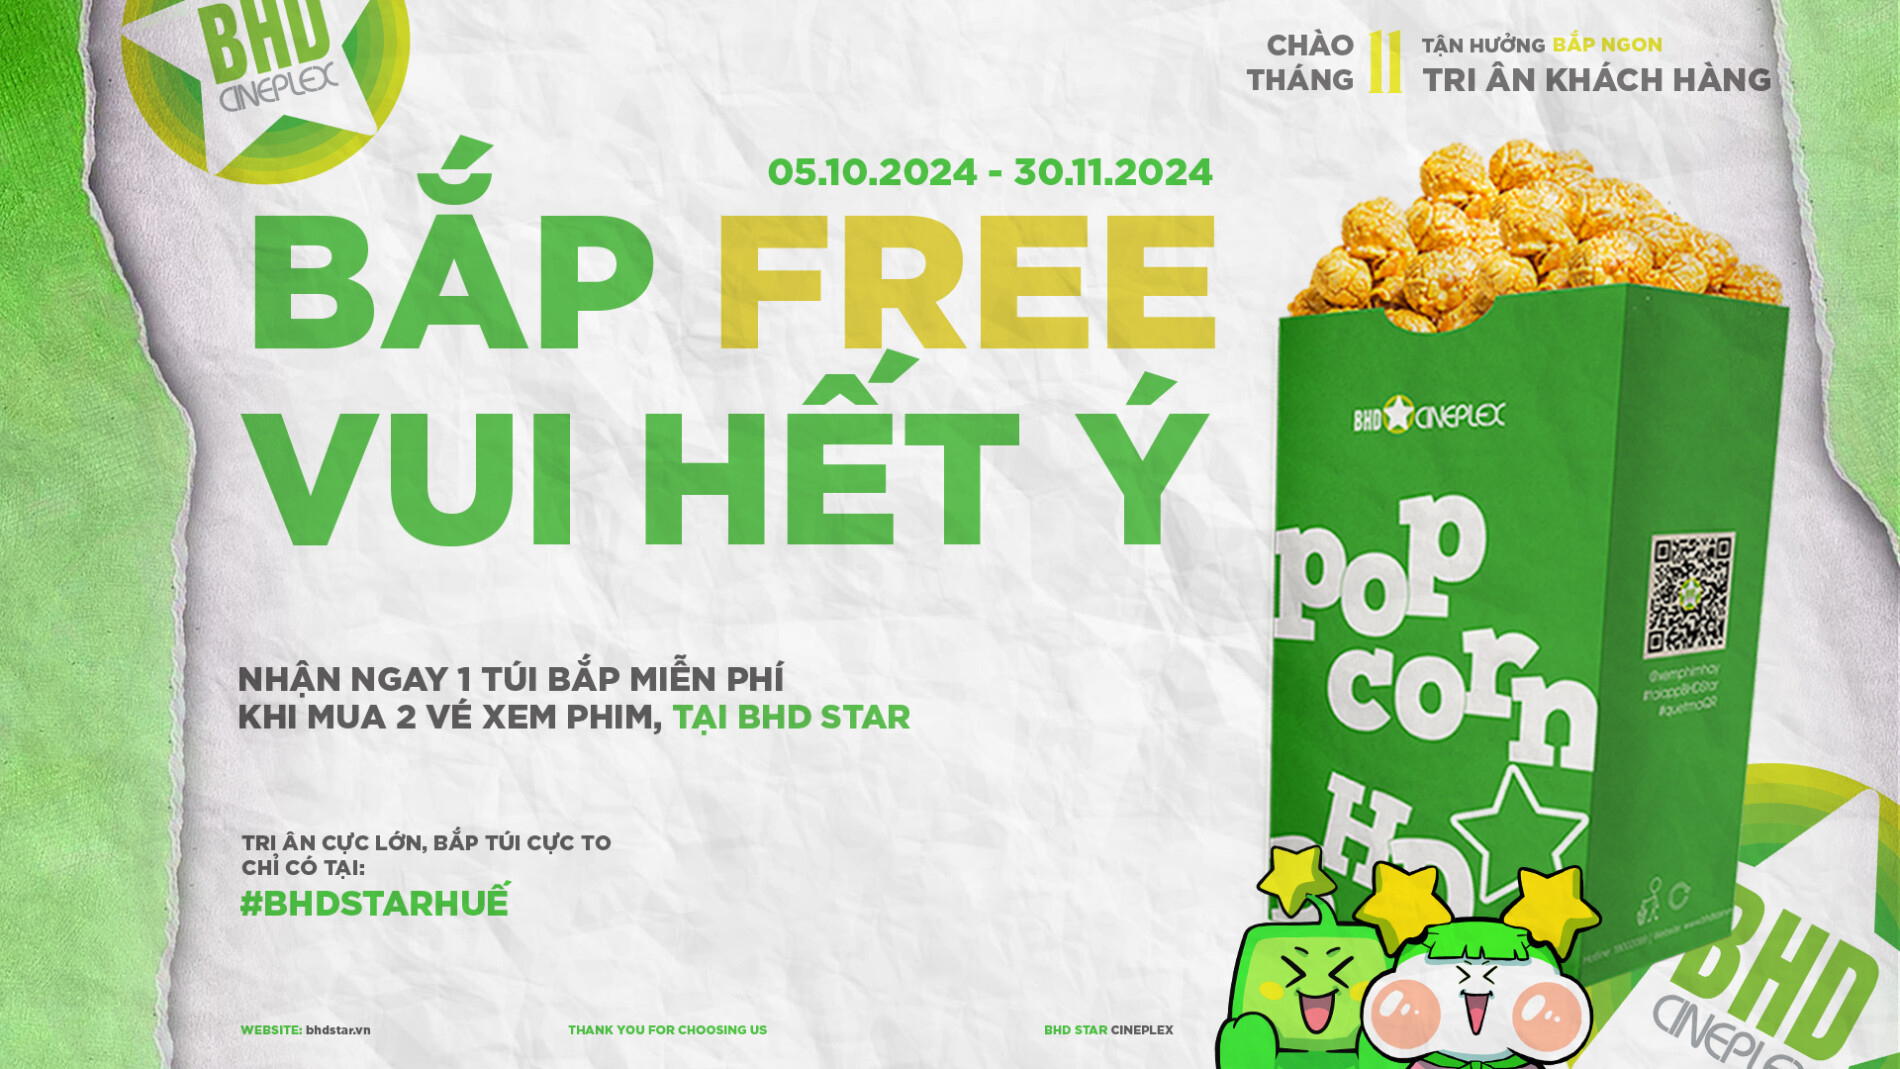 BHD
CINEPLEX
CHÀO
THÁNG
11
TẬN HƯỞNG BẮP NGON
TRI ÂN KHÁCH HÀNG
05.10.2024 - 30.11.2024
BẮP FREE
VUI HẾT Ý
NHẬN NGAY 1 TÚI BẮP MIỄN PHÍ
KHI MUA 2 VÉ XEM PHIM, TẠI BHD STAR
TRI ÂN CỰC LỚN, BẮP TÚI CỰC TO
CHỈ CÓ TẠI:
#BHDSTARHUẾ
WEBSITE: bhdstar.vn
THANK YOU FOR CHOOSING US
BHD STAR CINEPLEX
BHD CINEPLEX
pop
corn
@xemphimhay
#taiappBHDStar
#quetmaQR
BHD
CINEPLEX